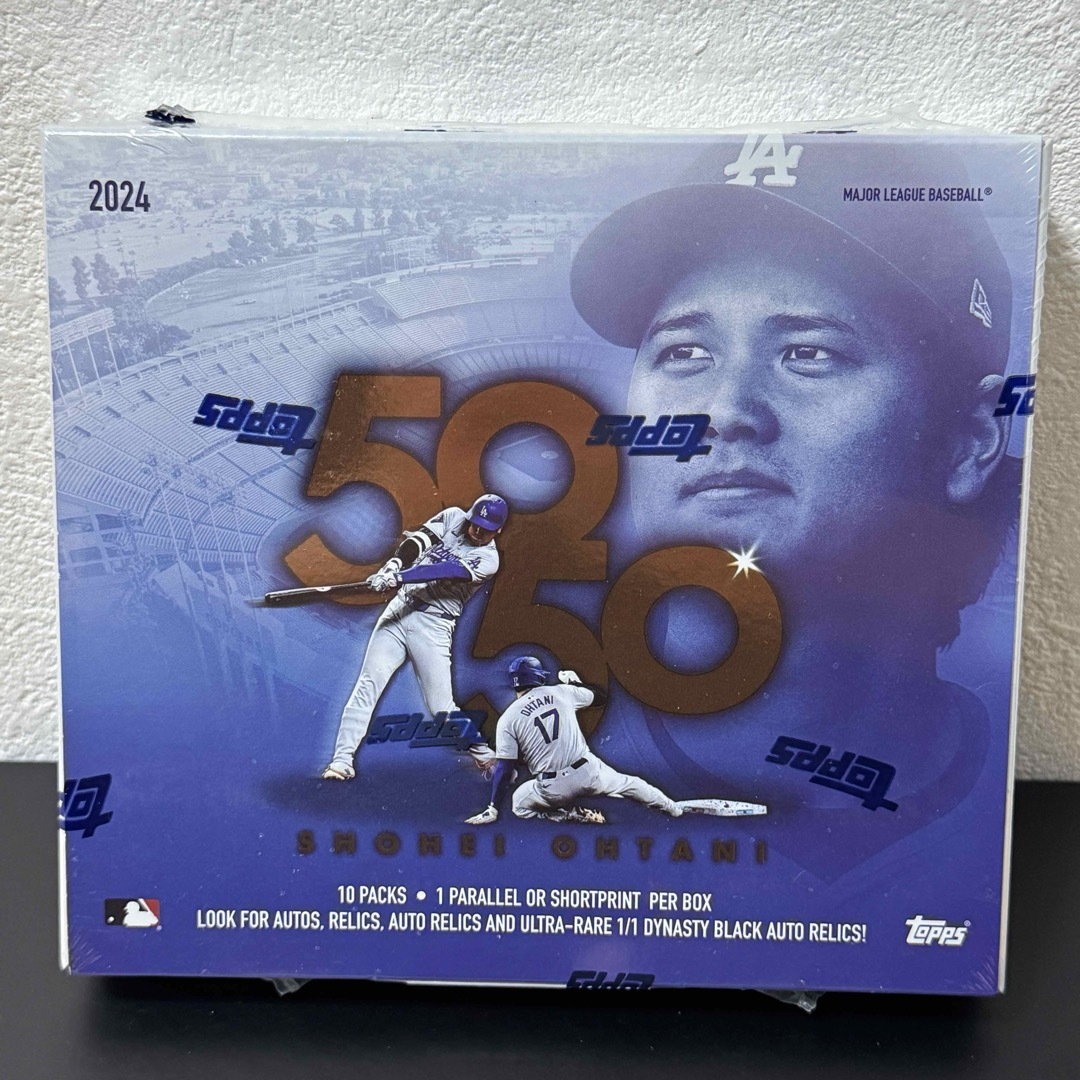 2024
LA
MAJOR LEAGUE BASEBALL®
50
50
topps
topps
OHTANI
17
topps
topps
SHOHEI OHTANI
10 PACKS • 1 PARALLEL OR SHORTPRINT PER BOX
LOOK FOR AUTOS, RELICS, AUTO RELICS AND ULTRA-RARE 1/1 DYNASTY BLACK AUTO RELICS!
topps®
topps